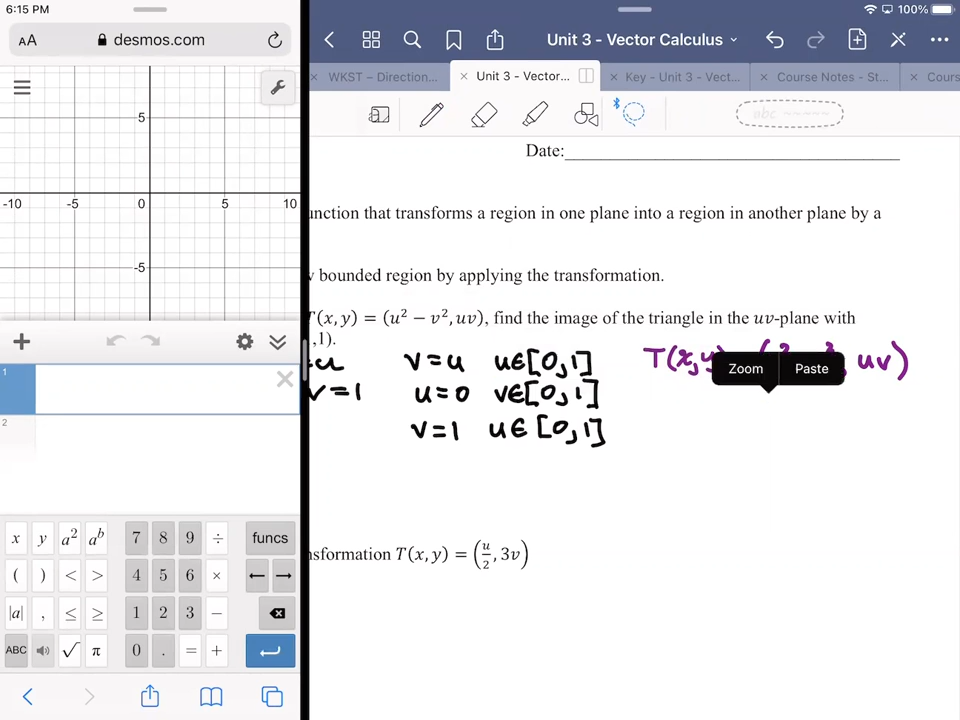 6:15 PM
100%
AA desmos.com
Unit 3 - Vector Calculus
WKST – Direction...
Unit 3 - Vector...
Key - Unit 3 - Vect...
Course Notes - St...
Cours
abc
Date:
5
-10 -5 0 5 10
-5
unction that transforms a region in one plane into a region in another plane by a
bounded region by applying the transformation.
T(x, y) = (u² − v², uv), find the image of the triangle in the uv-plane with
,1).
=u v=u u∈[0,1] T(x,y uv)
v=1 u=0 v∈[0,1]
v=1 u∈[0,1]
Zoom Paste
1
2
nsformation T(x, y) = (u/2, 3v)
x y a² aᵇ 7 8 9 ÷ funcs
( ) < > 4 5 6 × ← →
|a| , ≤ ≥ 1 2 3 −
ABC √ π 0 . = +